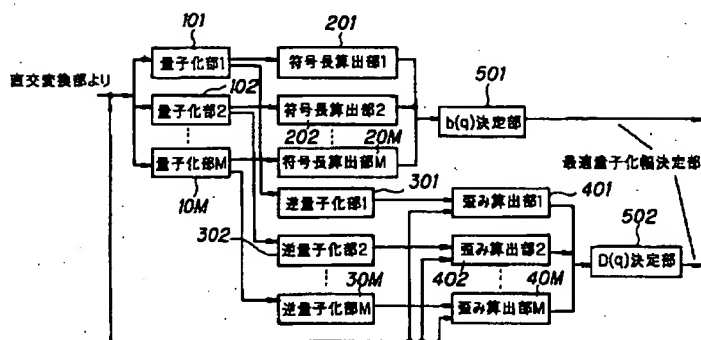 101
201
量子化部1
符号長算出部1
直交変換部より
102
501
量子化部2
符号長算出部2
b(q)決定部
202
20M
量子化部M
符号長算出部M
最適量子化幅決定部
10M
301
401
逆量子化部1
歪み算出部1
302
502
逆量子化部2
歪み算出部2
D(q)決定部
30M
402
40M
逆量子化部M
歪み算出部M